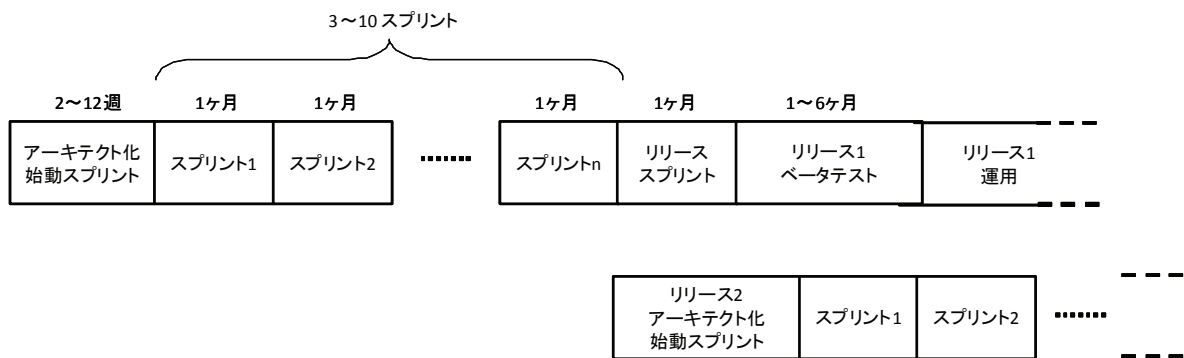 3～10 スプリント
2～12週
1ヶ月
1ヶ月
1ヶ月
1ヶ月
1～6ヶ月
アーキテクト化
始動スプリント
スプリント1
スプリント2
スプリントn
リリース
スプリント
リリース1
ベータテスト
リリース1
運用
リリース2
アーキテクト化
始動スプリント
スプリント1
スプリント2